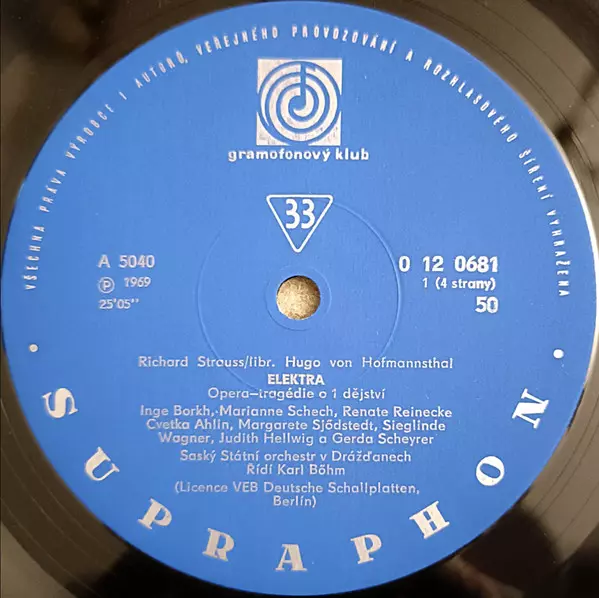 VŠECHNA PRÁVA VÝROBCE I AUTORŮ, VEŘEJNÉHO PROVOZOVÁNÍ A ROZHLASOVÉHO ŠÍŘENÍ VYHRAŽENA
gramofonový klub
33
A 5040
℗ 1969
25'05''
0 12 0681
1 (4 strany)
50
Richard Strauss/libr. Hugo von Hofmannsthal
ELEKTRA
Opera-tragédie o 1 dějství
Inge Borkh, Marianne Schech, Renate Reinecke
Cvetka Ahlin, Margarete Sjöstedt, Sieglinde
Wagner, Judith Hellwig a Gerda Scheyrer
Saský Státní orchestr v Drážďanech
Řídí Karl Böhm
(Licence VEB Deutsche Schallplatten,
Berlín)
• SUPRAPHON •